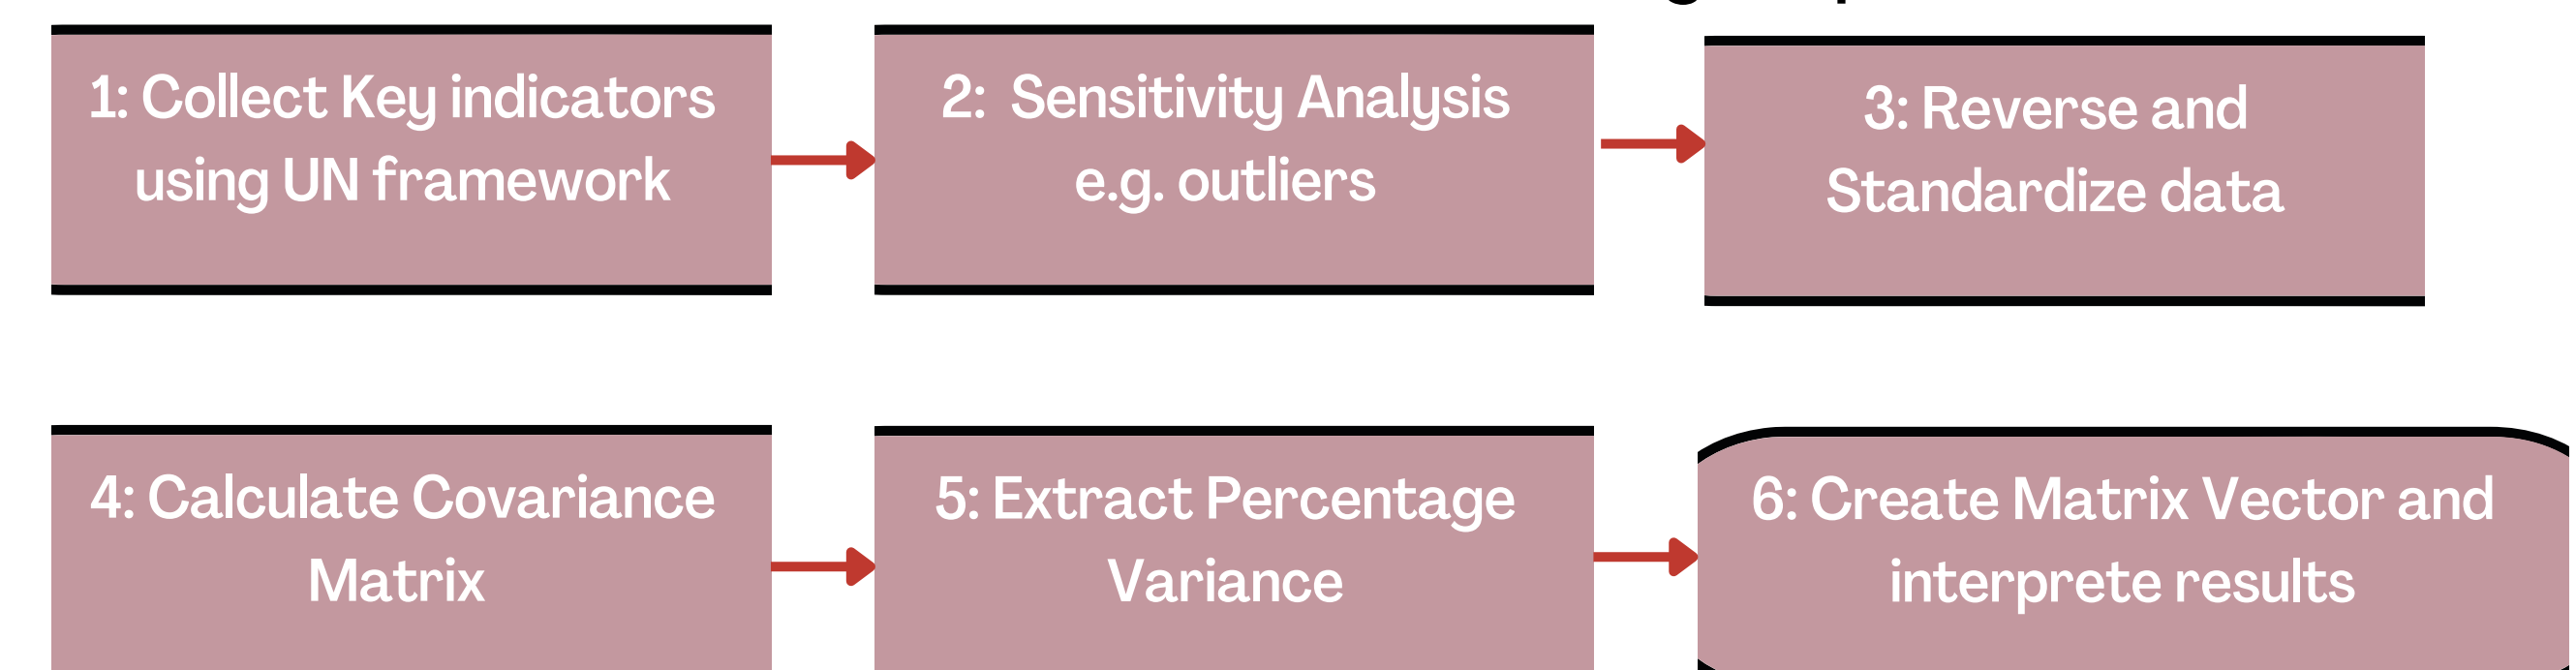 1: Collect Key indicators
using UN framework
2: Sensitivity Analysis
e.g. outliers
3: Reverse and
Standardize data
4: Calculate Covariance
Matrix
5: Extract Percentage
Variance
6: Create Matrix Vector and
interprete results